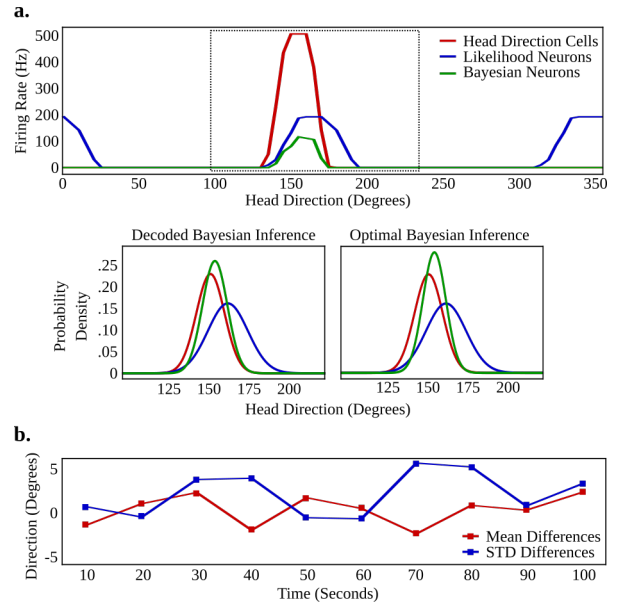 a.
500
400
300
200
100
0
Firing Rate (Hz)
Head Direction Cells
Likelihood Neurons
Bayesian Neurons
0 50 100 150 200 250 300 350
Head Direction (Degrees)
Decoded Bayesian Inference
Optimal Bayesian Inference
.25
.20
.15
.10
.05
0
Probability
Density
125 150 175 200
125 150 175 200
Head Direction (Degrees)
b.
5
0
-5
Direction (Degrees)
Mean Differences
STD Differences
10 20 30 40 50 60 70 80 90 100
Time (Seconds)